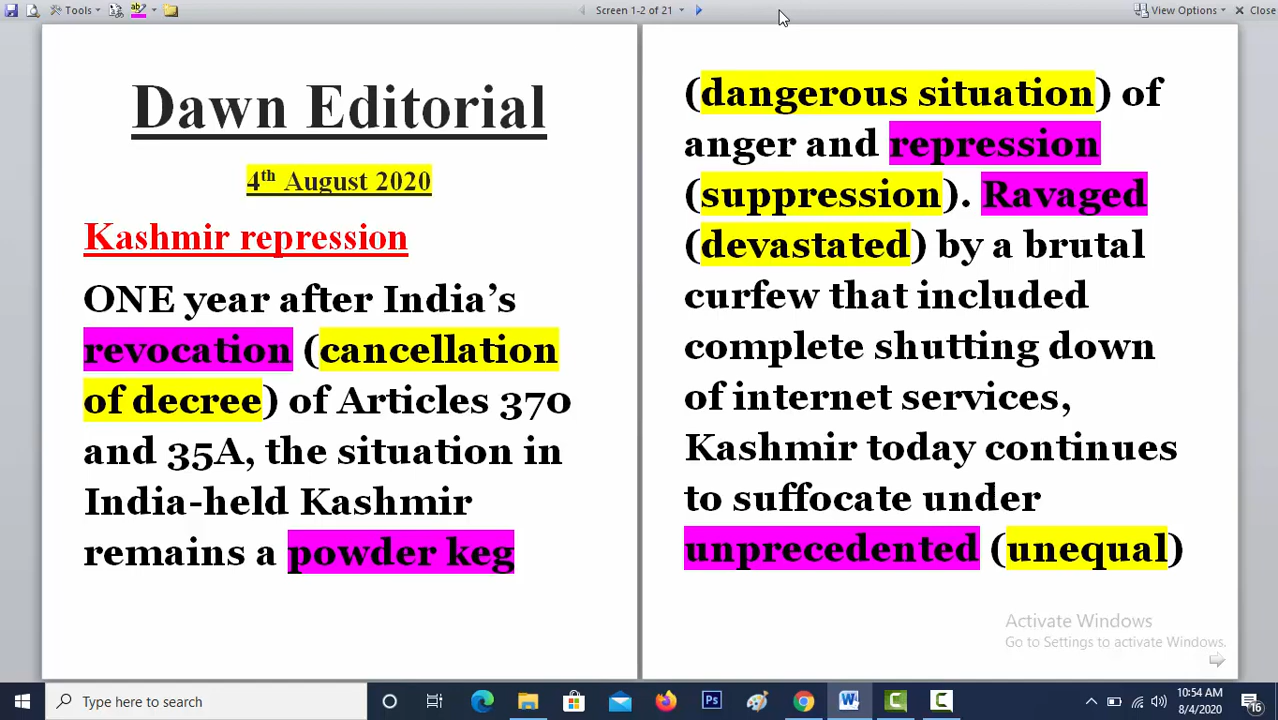 Tools
Screen 1-2 of 21
View Options
Close
Dawn Editorial
4th August 2020
Kashmir repression
ONE year after India’s
revocation (cancellation
of decree) of Articles 370
and 35A, the situation in
India-held Kashmir
remains a powder keg
(dangerous situation) of
anger and repression
(suppression). Ravaged
(devastated) by a brutal
curfew that included
complete shutting down
of internet services,
Kashmir today continues
to suffocate under
unprecedented (unequal)
Activate Windows
Go to Settings to activate Windows.
Type here to search
10:54 AM
8/4/2020
16